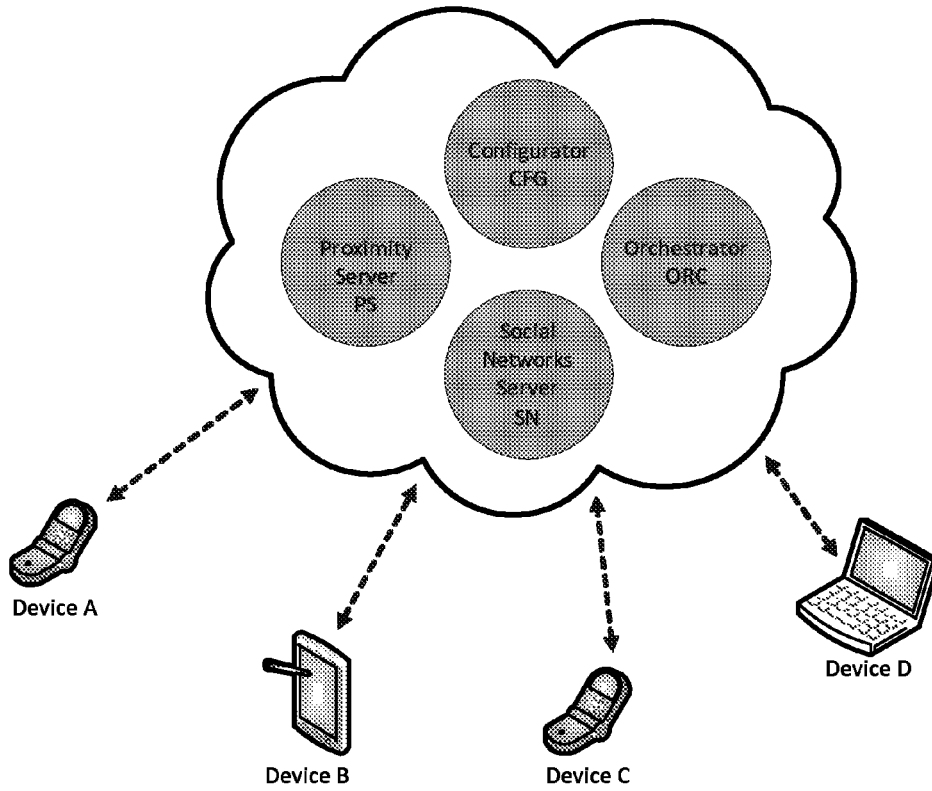 Configurator
CFG
Proximity
Server
PS
Orchestrator
ORC
Social
Networks
Server
SN
Device A
Device B
Device C
Device D